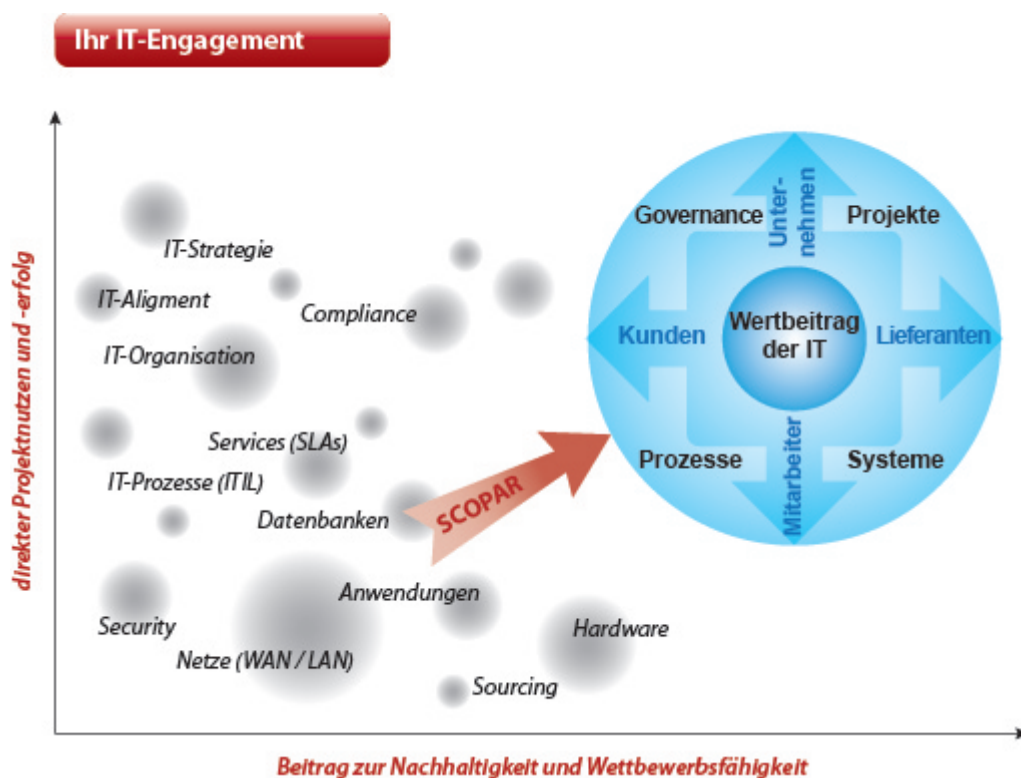 Ihr IT-Engagement
direkter Projektnutzen und -erfolg
IT-Strategie
IT-Aligment
Compliance
IT-Organisation
Services (SLAs)
IT-Prozesse (ITIL)
Datenbanken
SCOPAR
Anwendungen
Security
Netze (WAN / LAN)
Hardware
Sourcing
Governance
Unter-
nehmen
Projekte
Kunden
Wertbeitrag
der IT
Lieferanten
Prozesse
Mitarbeiter
Systeme
Beitrag zur Nachhaltigkeit und Wettbewerbsfähigkeit